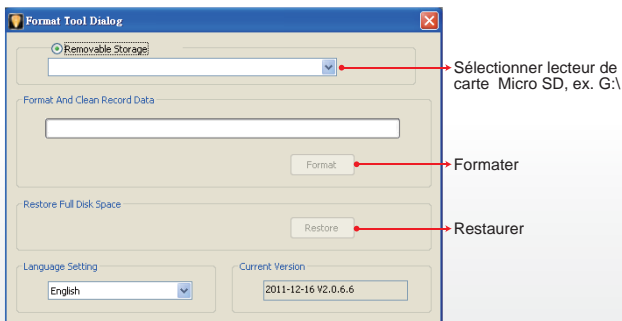 Format Tool Dialog
Removable Storage
Sélectionner lecteur de
carte Micro SD, ex. G:\
Format And Clean Record Data
Format
Formater
Restore Full Disk Space
Restore
Restaurer
Language Setting
Current Version
English
2011-12-16 V2.0.6.6